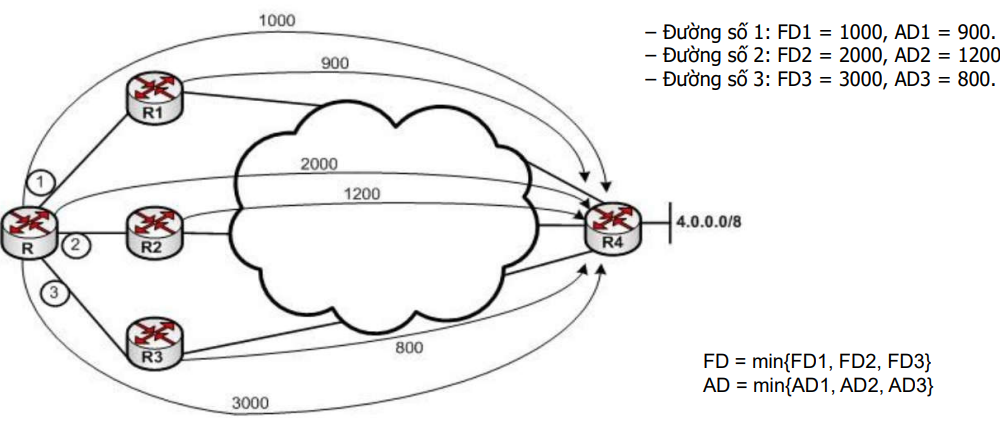 1000
– Đường số 1: FD1 = 1000, AD1 = 900.
– Đường số 2: FD2 = 2000, AD2 = 1200
– Đường số 3: FD3 = 3000, AD3 = 800.
900
R1
1
2000
1200
R
2
R2
R4
4.0.0.0/8
3
R3
800
3000
FD = min{FD1, FD2, FD3}
AD = min{AD1, AD2, AD3}